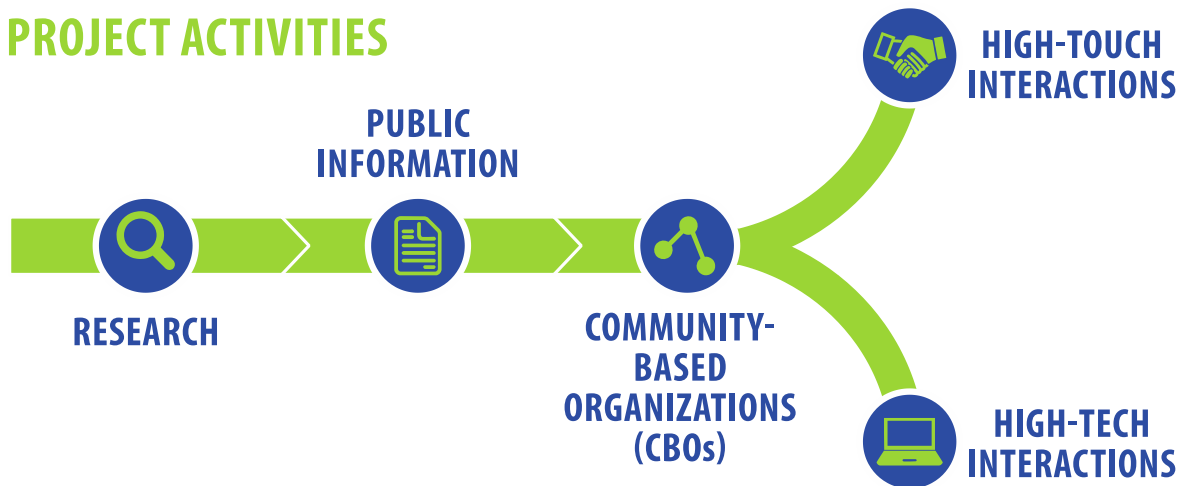 PROJECT ACTIVITIES
RESEARCH
PUBLIC
INFORMATION
COMMUNITY-
BASED
ORGANIZATIONS
(CBOs)
HIGH-TOUCH
INTERACTIONS
HIGH-TECH
INTERACTIONS